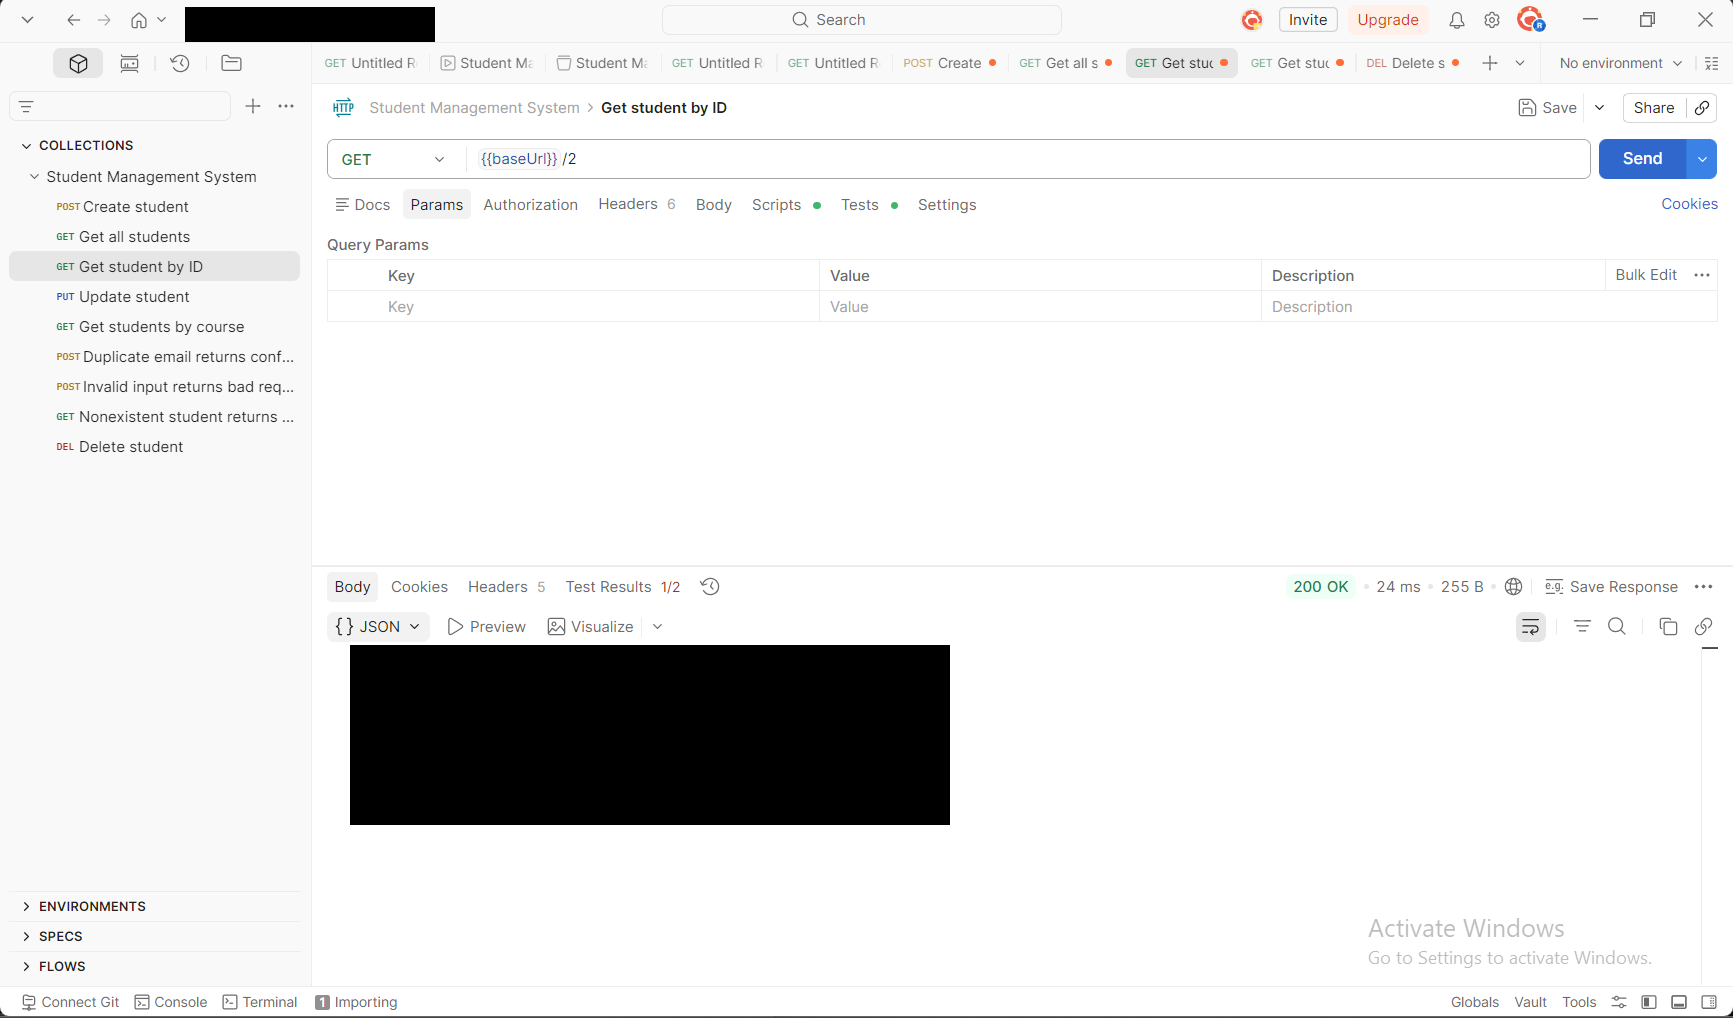 Search
Invite
Upgrade
GET Untitled R
Student Ma
Student Ma
GET Untitled R
GET Untitled R
POST Create
GET Get all s
GET Get stuc
GET Get stuc
DEL Delete s
No environment
HTTP Student Management System > Get student by ID
Save
Share
COLLECTIONS
Student Management System
POST Create student
GET Get all students
GET Get student by ID
PUT Update student
GET Get students by course
POST Duplicate email returns conf...
POST Invalid input returns bad req...
GET Nonexistent student returns ...
DEL Delete student
ENVIRONMENTS
SPECS
FLOWS
GET {{baseUrl}} /2
Send
Docs Params Authorization Headers 6 Body Scripts Tests Settings Cookies
Query Params
Key Value Description Bulk Edit
Key Value Description
Body Cookies Headers 5 Test Results 1/2
200 OK • 24 ms • 255 B • e.g. Save Response
{} JSON Preview Visualize
Activate Windows
Go to Settings to activate Windows.
Connect Git Console Terminal 1 Importing
Globals Vault Tools